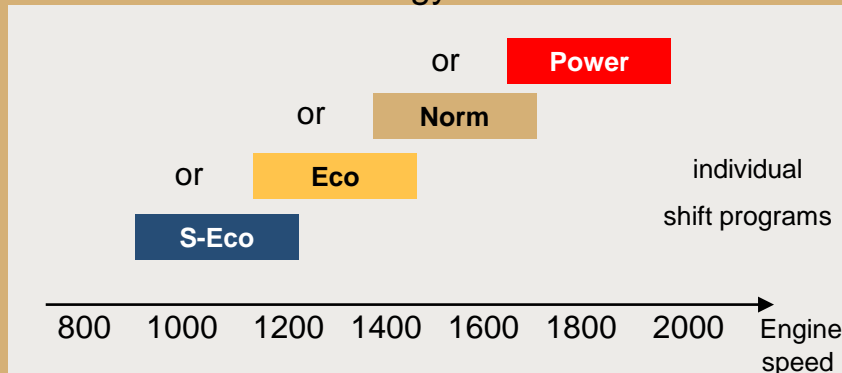 or Power
or Norm
or Eco
individual
S-Eco
shift programs
800 1000 1200 1400 1600 1800 2000 Engine
speed